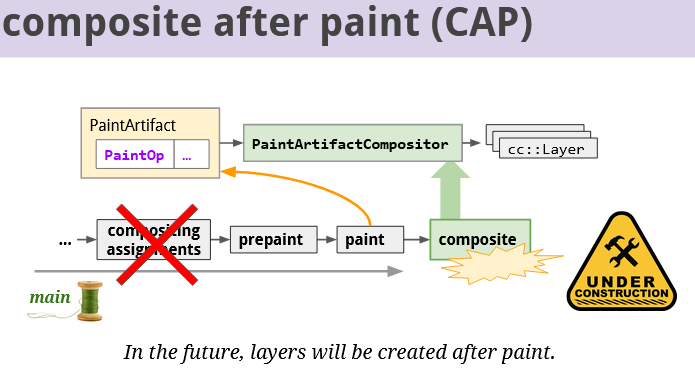 composite after paint (CAP)
PaintArtifact
PaintOp ...
PaintArtifactCompositor
cc::Layer
...
compositing
assignments
prepaint
paint
composite
main
UNDER
CONSTRUCTION
In the future, layers will be created after paint.